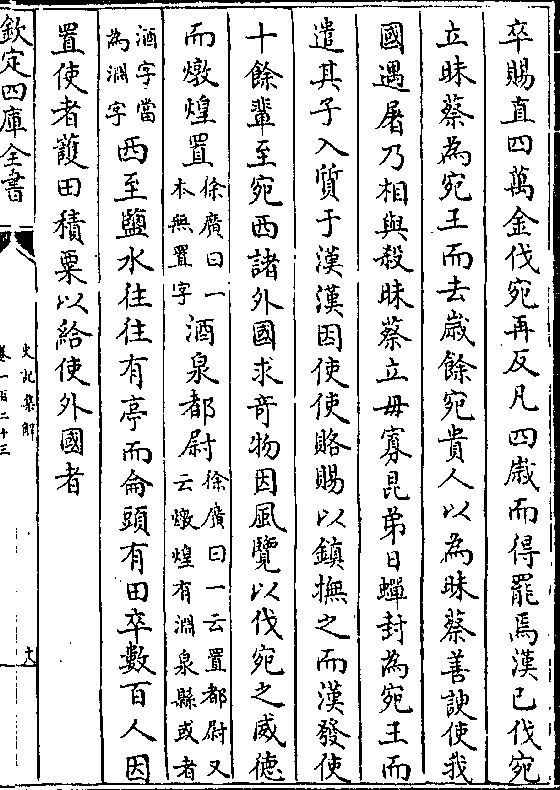 卒賜直四萬金伐宛再反凡四嵗而得罷焉漢已伐宛
立昧蔡為宛王而去嵗餘宛貴人以為昧蔡善諛使我
國遇屠乃相與殺昧蔡立毋寡昆弟曰蟬封為宛王而
遣其子入質于漢漢因使使賂賜以鎮撫之而漢發使
十餘輩至宛西諸外國求竒物因風覽以伐宛之威德
而燉煌置徐廣曰一本無置字酒泉都尉徐廣曰一云置都尉又云燉煌有淵泉縣或者
酒字當為淵字西至鹽水往往有亭而侖頭有田卒數百人因
置使者䕶田積粟以給使外國者
欽定四庫全書
史記集解
卷一百二十三